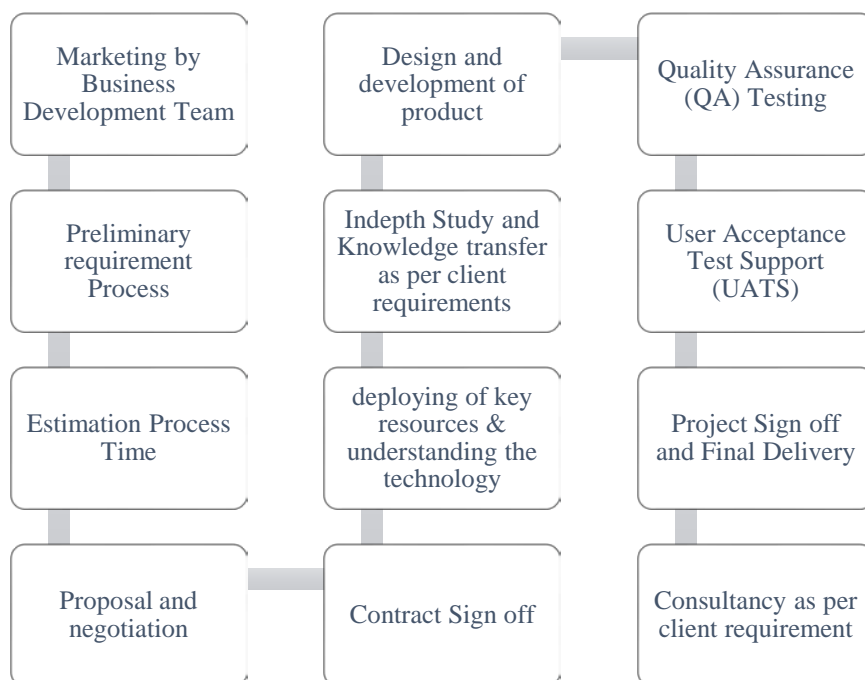 Marketing by
Business
Development Team
Preliminary
requirement
Process
Estimation Process
Time
Proposal and
negotiation
Contract Sign off
deploying of key
resources &
understanding the
technology
Indepth Study and
Knowledge transfer
as per client
requirements
Design and
development of
product
Quality Assurance
(QA) Testing
User Acceptance
Test Support
(UATS)
Project Sign off
and Final Delivery
Consultancy as per
client requirement